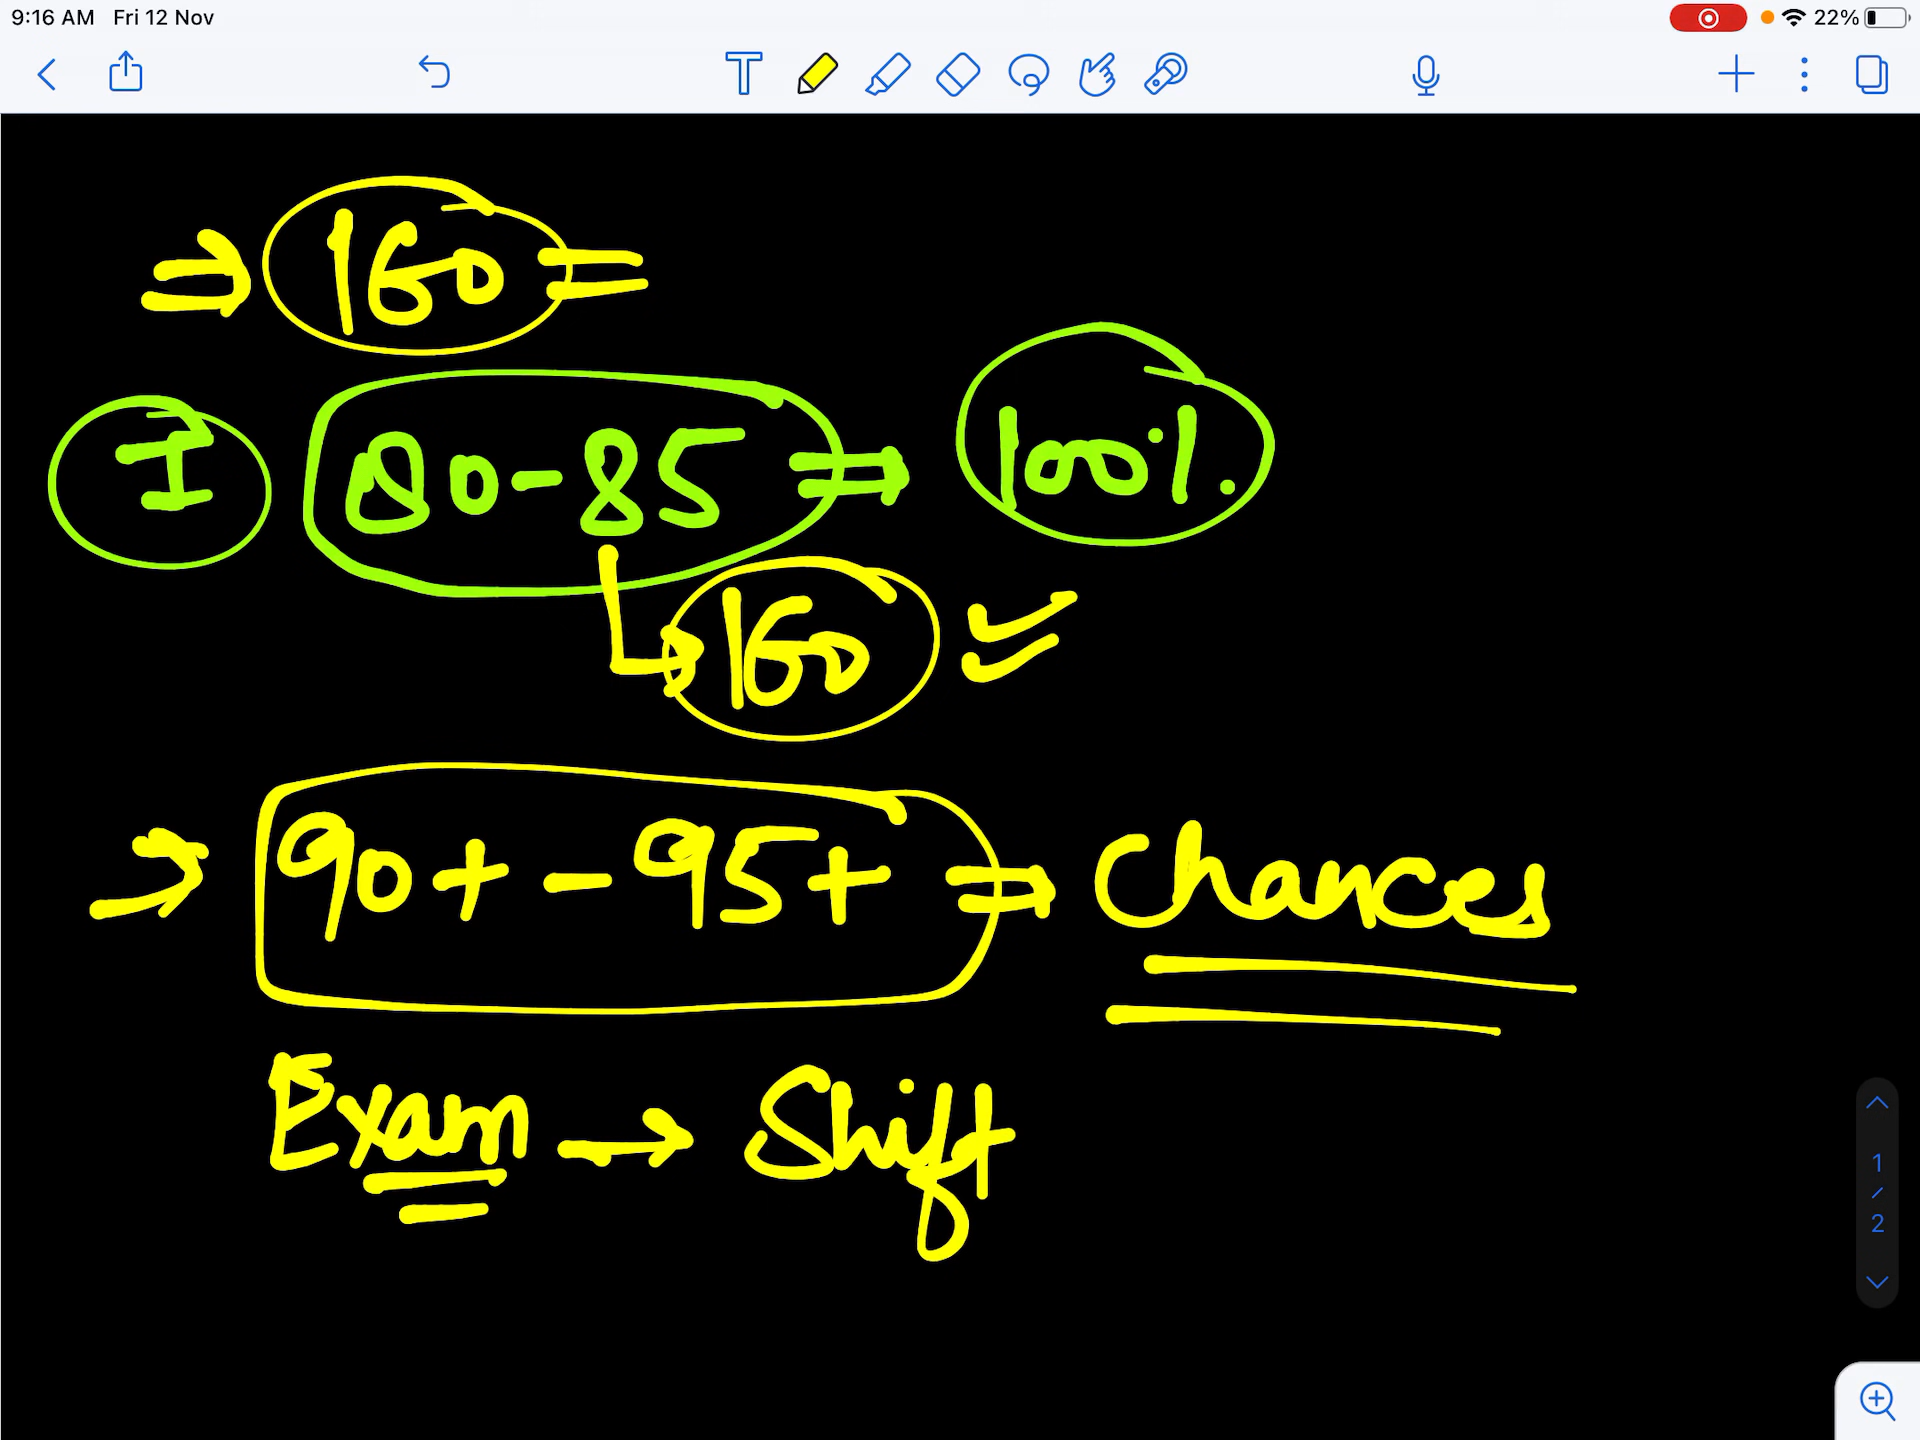 9:16 AM Fri 12 Nov 22%
T
⇒ 160 =
I 80-85 ⇒ 100%.
↳ 160
→ 90+ - 95+ ⇒ Chances
Exam → Shift
1
/
2